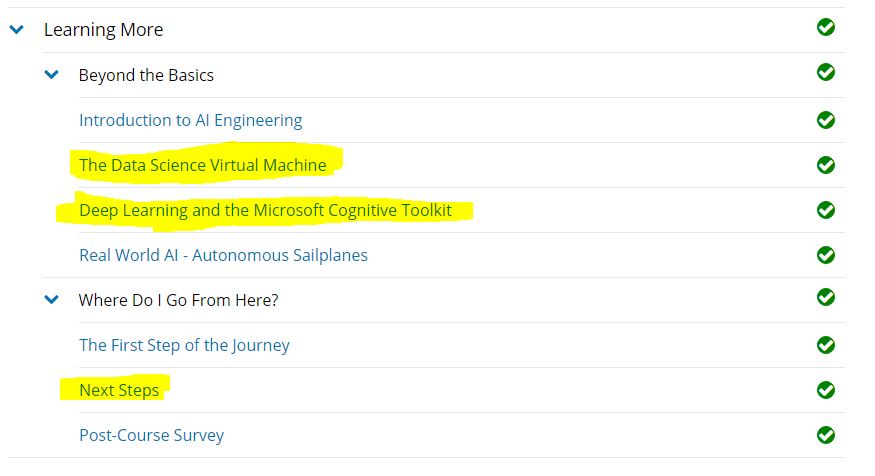 Learning More
Beyond the Basics
Introduction to AI Engineering
The Data Science Virtual Machine
Deep Learning and the Microsoft Cognitive Toolkit
Real World AI - Autonomous Sailplanes
Where Do I Go From Here?
The First Step of the Journey
Next Steps
Post-Course Survey